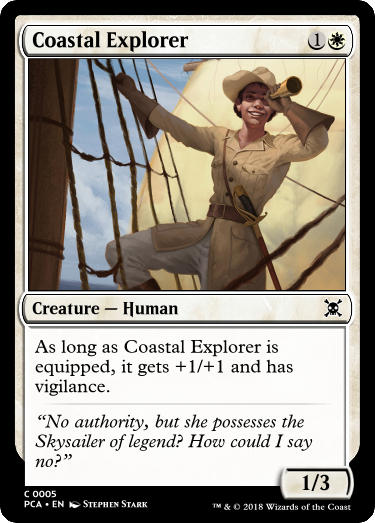 Coastal Explorer 1
Creature — Human
As long as Coastal Explorer is
equipped, it gets +1/+1 and has
vigilance.
“No authority, but she possesses the
Skysailer of legend? How could I say
no?”
1/3
C 0005
PCA • EN Stephen Stark
™ & © 2018 Wizards of the Coast